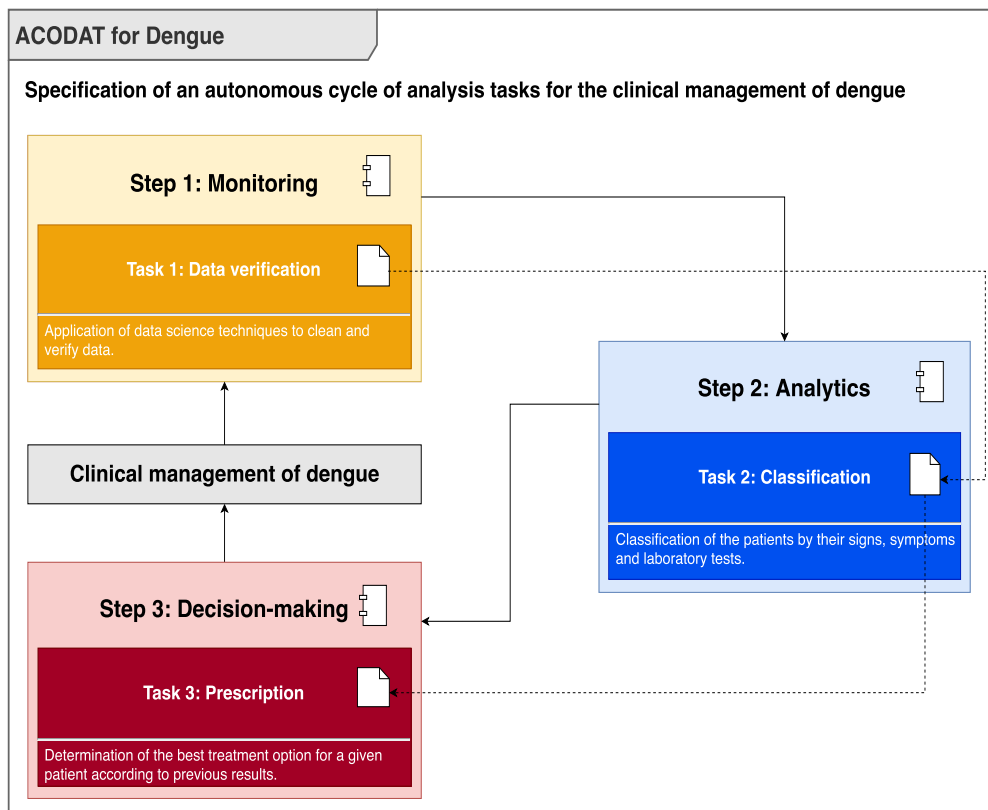 ACODAT for Dengue
Specification of an autonomous cycle of analysis tasks for the clinical management of dengue
Step 1: Monitoring
Task 1: Data verification
Application of data science techniques to clean and
verify data.
Step 2: Analytics
Task 2: Classification
Classification of the patients by their signs, symptoms
and laboratory tests.
Clinical management of dengue
Step 3: Decision-making
Task 3: Prescription
Determination of the best treatment option for a given
patient according to previous results.